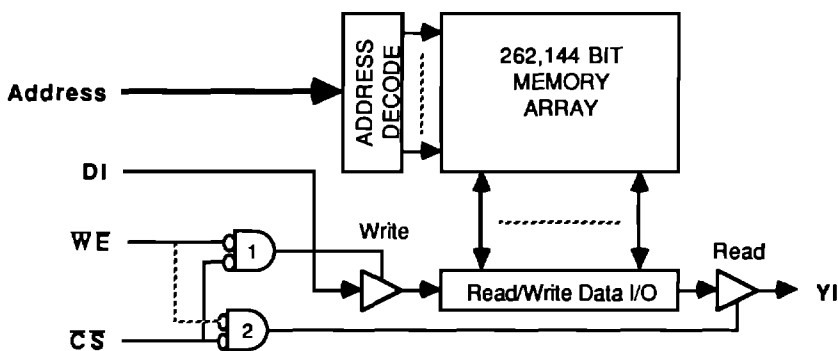 Address
ADDRESS
DECODE
262,144 BIT
MEMORY
ARRAY
DI
WE
1
Write
Read
Read/Write Data I/O
YI
CS
2